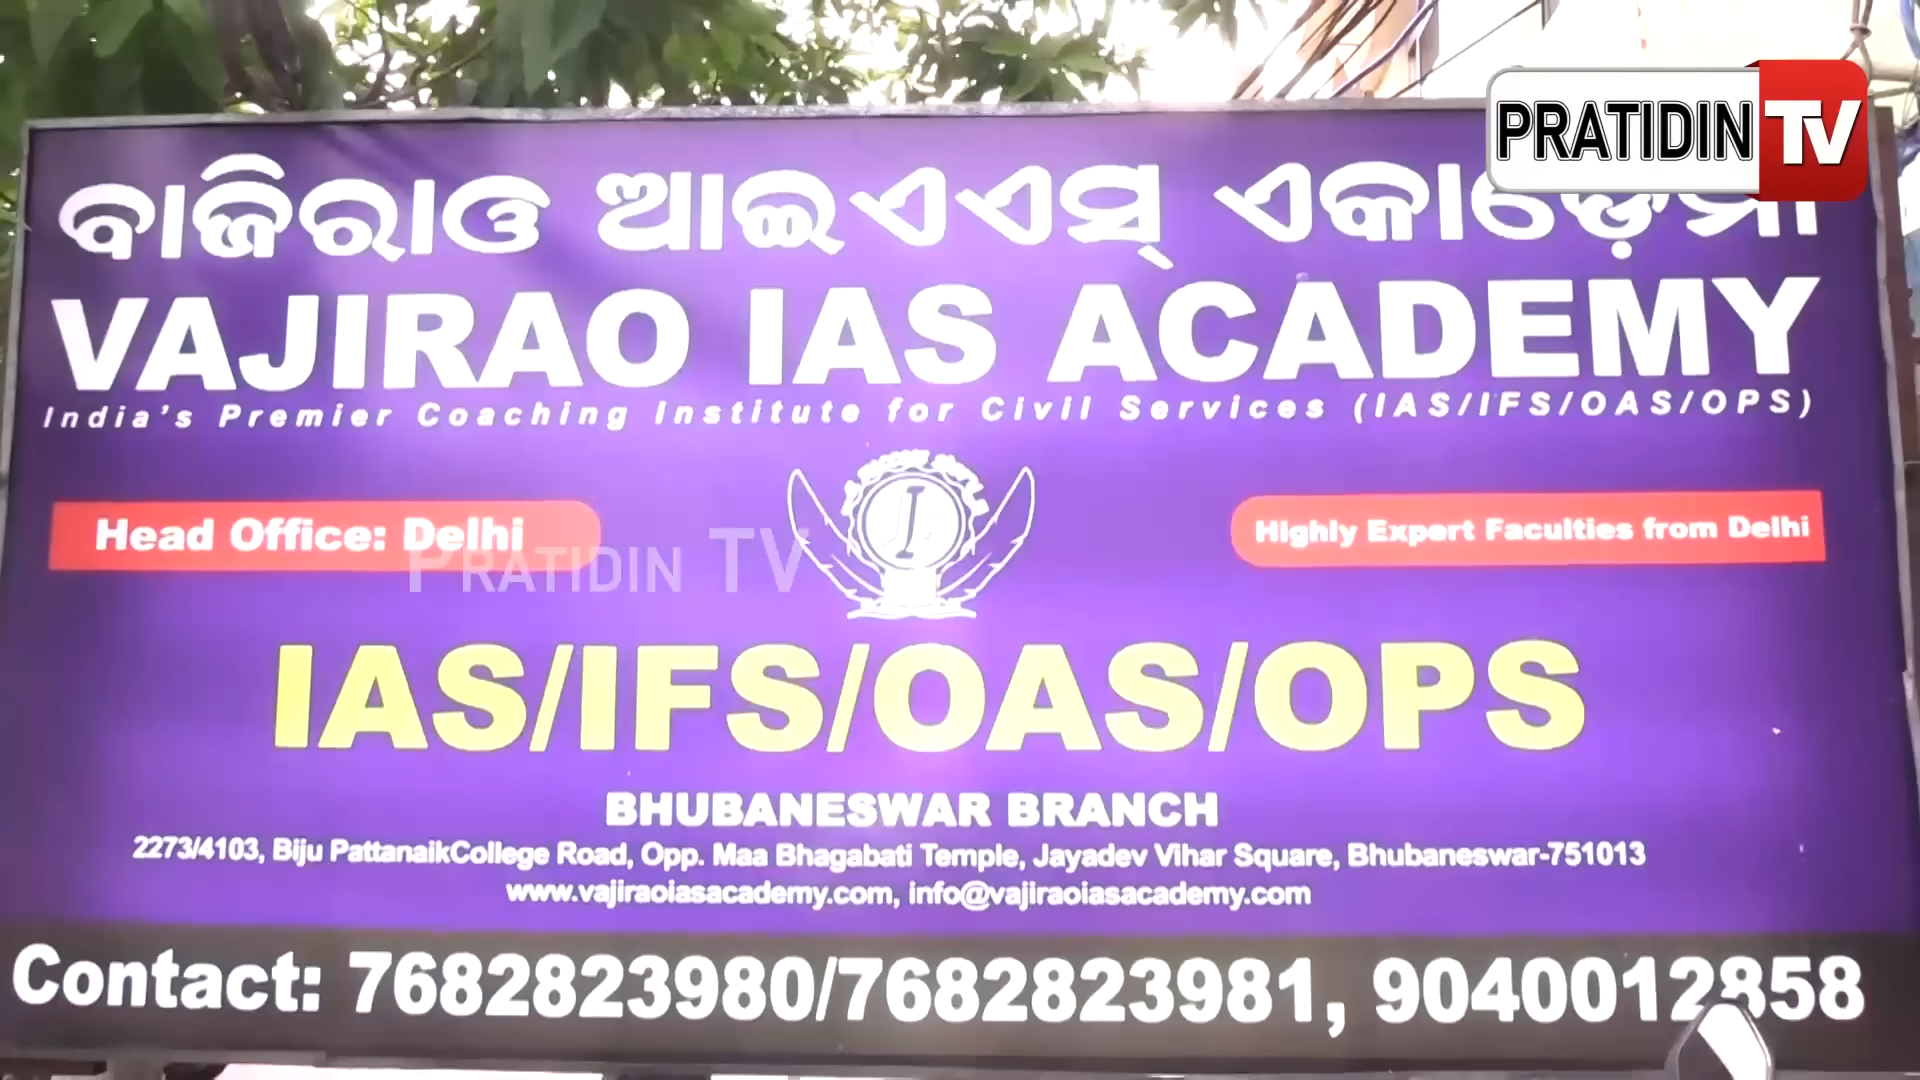 PRATIDIN TV
ବାଜିରାଓ ଆଇଏଏସ୍ ଏକାଡ଼େମୀ
VAJIRAO IAS ACADEMY
India's Premier Coaching Institute for Civil Services (IAS/IFS/OAS/OPS)
Head Office: Delhi
Highly Expert Faculties from Delhi
PRATIDIN TV
IAS/IFS/OAS/OPS
BHUBANESWAR BRANCH
2273/4103, Biju PattanaikCollege Road, Opp. Maa Bhagabati Temple, Jayadev Vihar Square, Bhubaneswar-751013
www.vajiraoiasacademy.com, info@vajiraoiasacademy.com
Contact: 7682823980/7682823981, 9040012858